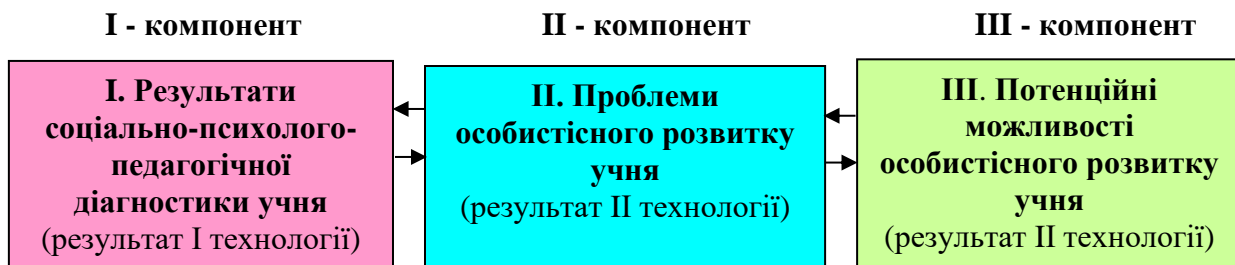 I - компонент
II - компонент
III - компонент
I. Результати
соціально-психолого-
педагогічної
діагностики учня
(результат I технології)
II. Проблеми
особистісного розвитку
учня
(результат II технології)
III. Потенційні
можливості
особистісного розвитку
учня
(результат II технології)